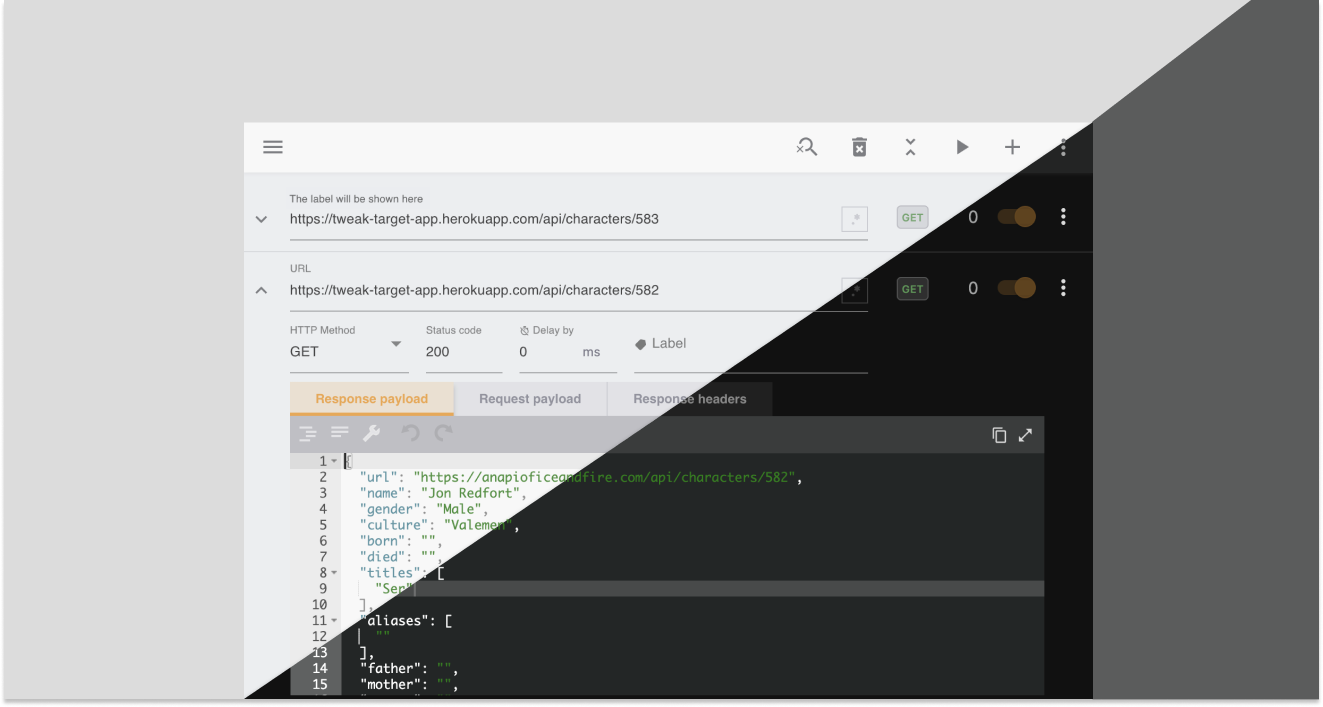 The label will be shown here
https://tweak-target-app.herokuapp.com/api/characters/583
GET 0
URL
https://tweak-target-app.herokuapp.com/api/characters/582
GET 0
HTTP Method Status code Delay by Label
GET 200 0 ms
Response payload Request payload Response headers
1 {
2 "url": "https://anapioficeandfire.com/api/characters/582",
3 "name": "Jon Redfort",
4 "gender": "Male",
5 "culture": "Valemen",
6 "born": "",
7 "died": "",
8 "titles": [
9 "Ser"
10 ],
11 "aliases": [
12 ""
13 ],
14 "father": "",
15 "mother": "",